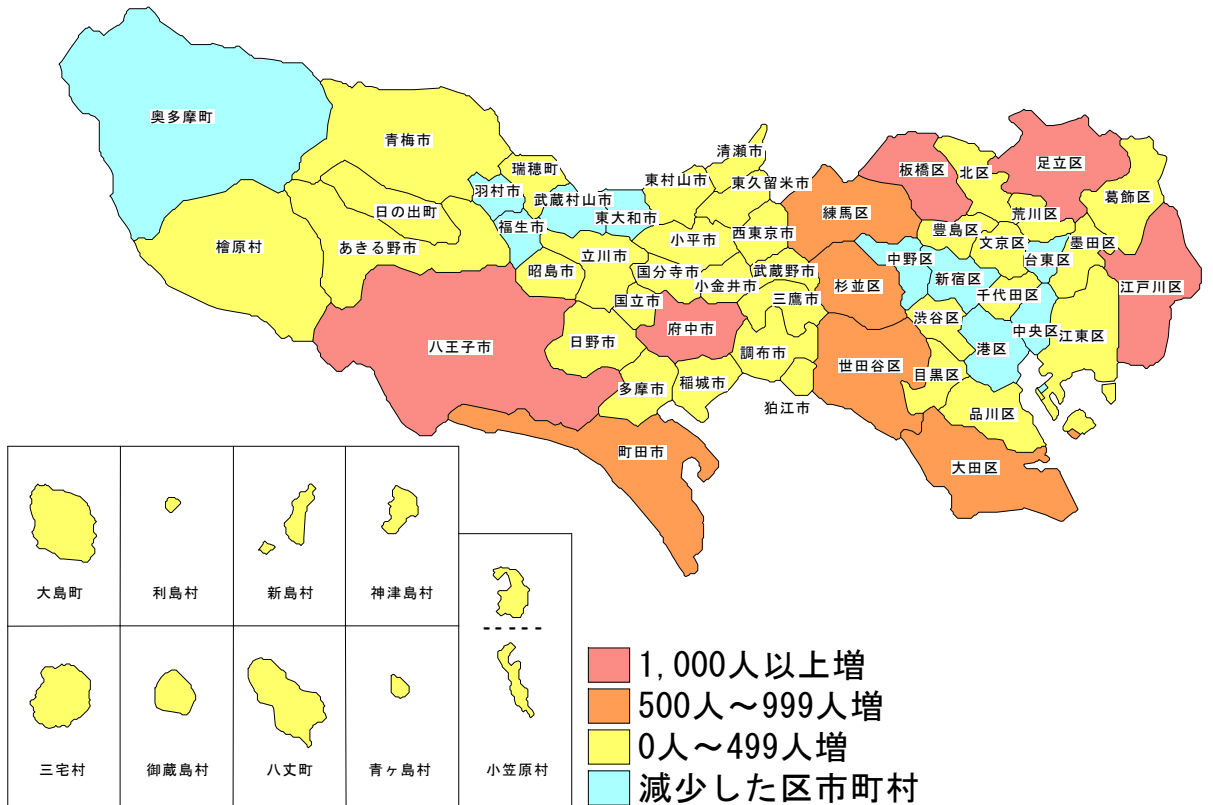 奥多摩町
青梅市
瑞穂町
羽村市
武蔵村山市
東大和市
東村山市
清瀬市
東久留米市
日の出町
福生市
檜原村
あきる野市
昭島市
立川市
小平市
西東京市
国分寺市
小金井市
武蔵野市
国立市
三鷹市
八王子市
日野市
府中市
調布市
多摩市
稲城市
狛江市
町田市
練馬区
板橋区
北区
足立区
葛飾区
荒川区
豊島区
文京区
墨田区
台東区
中野区
新宿区
千代田区
江戸川区
杉並区
渋谷区
中央区
江東区
港区
世田谷区
目黒区
品川区
大田区
大島町
利島村
新島村
神津島村
三宅村
御蔵島村
八丈町
青ヶ島村
小笠原村
1,000人以上増
500人～999人増
0人～499人増
減少した区市町村